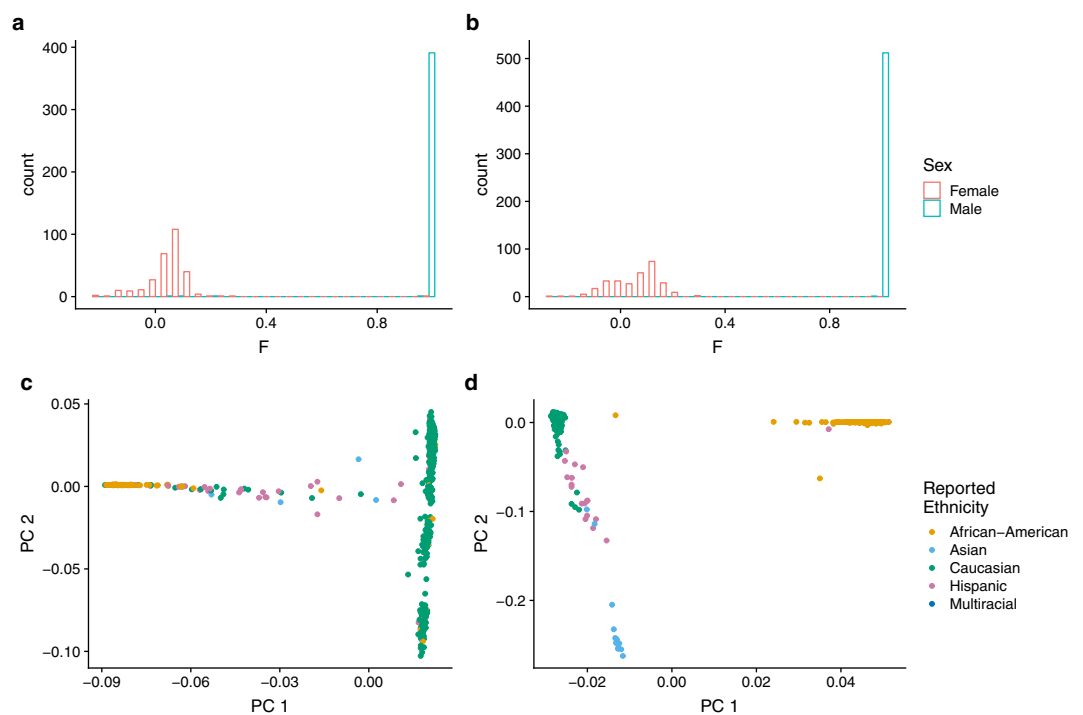 a
400
300
200
100
0
count
0.0
0.4
0.8
F
b
500
400
300
200
100
0
count
0.0
0.4
0.8
F
Sex
Female
Male
c
0.05
0.00
−0.05
−0.10
PC 2
−0.09
−0.06
−0.03
0.00
PC 1
d
0.0
−0.1
−0.2
PC 2
−0.02
0.00
0.02
0.04
PC 1
Reported
Ethnicity
African−American
Asian
Caucasian
Hispanic
Multiracial